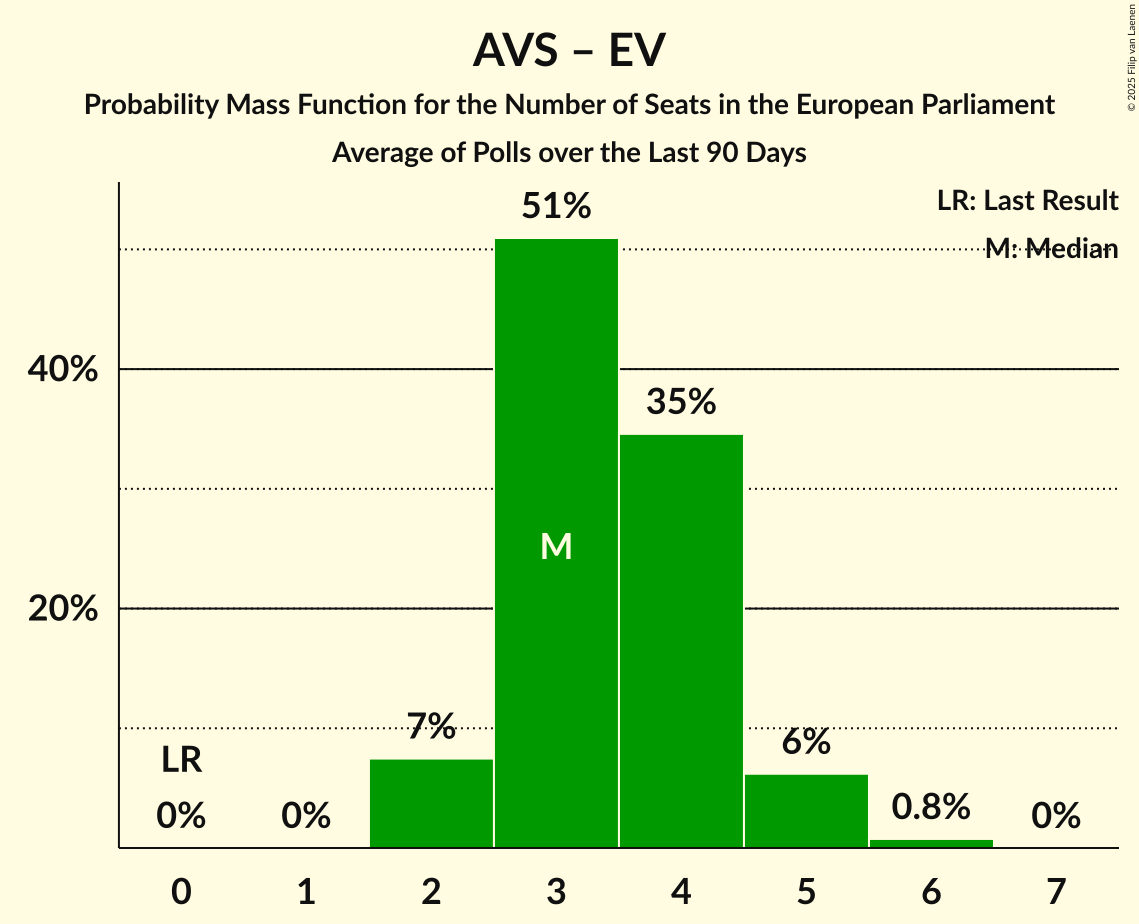 AVS – EV
Probability Mass Function for the Number of Seats in the European Parliament
Average of Polls over the Last 90 Days
© 2025 Filip van Laenen
LR: Last Result
M: Median
51%
40%
35%
M
20%
7%
6%
LR
0.8%
0%
0%
0%
0 1 2 3 4 5 6 7